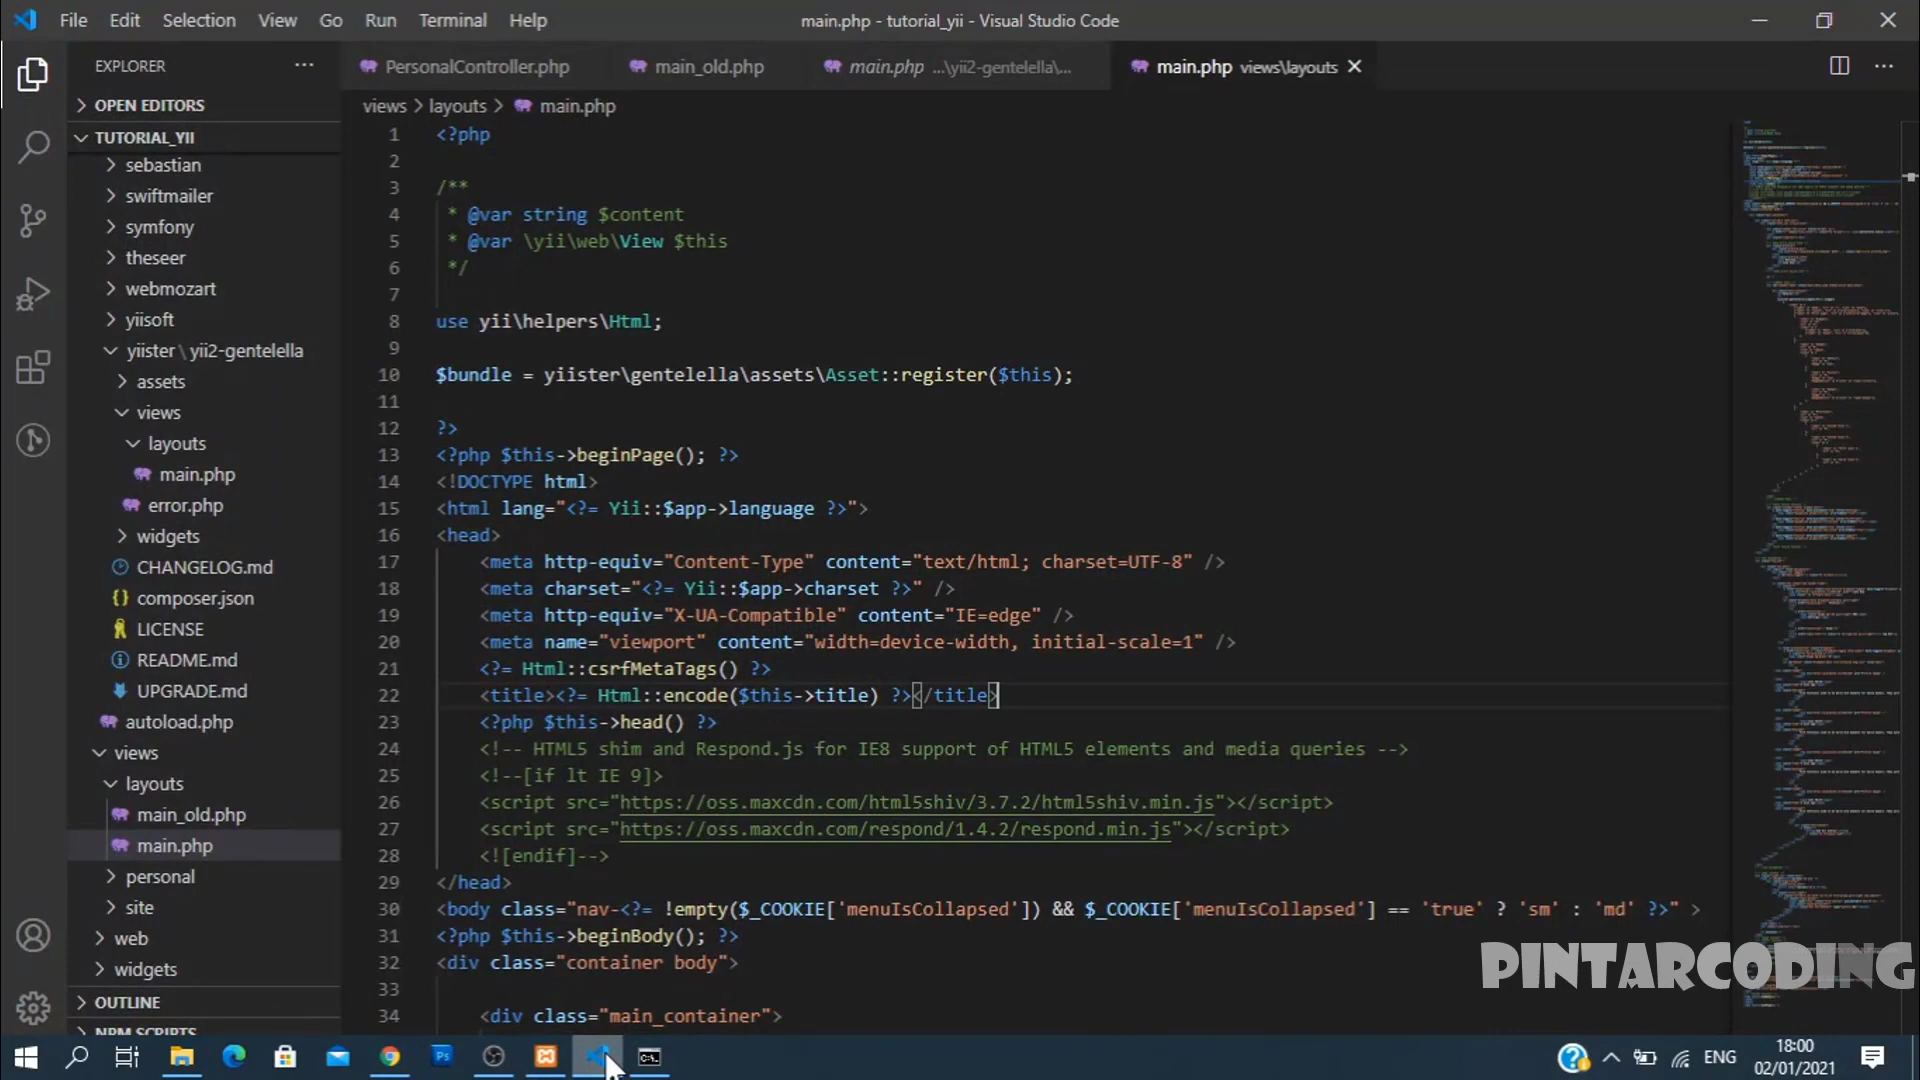 File Edit Selection View Go Run Terminal Help
main.php - tutorial_yii - Visual Studio Code
EXPLORER
OPEN EDITORS
TUTORIAL_YII
sebastian
swiftmailer
symfony
theseer
webmozart
yiisoft
yiister \ yii2-gentelella
assets
views
layouts
main.php
error.php
widgets
CHANGELOG.md
composer.json
LICENSE
README.md
UPGRADE.md
autoload.php
views
layouts
main_old.php
main.php
personal
site
web
widgets
OUTLINE
NPM SCRIPTS
PersonalController.php main_old.php main.php ...\yii2-gentelella\... main.php views\layouts
views > layouts > main.php
1 <?php
2
3 /**
4 * @var string $content
5 * @var \yii\web\View $this
6 */
7
8 use yii\helpers\Html;
9
10 $bundle = yiister\gentelella\assets\Asset::register($this);
11
12 ?>
13 <?php $this->beginPage(); ?>
14 <!DOCTYPE html>
15 <html lang="<?= Yii::$app->language ?>">
16 <head>
17 <meta http-equiv="Content-Type" content="text/html; charset=UTF-8" />
18 <meta charset="<?= Yii::$app->charset ?>" />
19 <meta http-equiv="X-UA-Compatible" content="IE=edge" />
20 <meta name="viewport" content="width=device-width, initial-scale=1" />
21 <?= Html::csrfMetaTags() ?>
22 <title><?= Html::encode($this->title) ?></title>
23 <?php $this->head() ?>
24 <!-- HTML5 shim and Respond.js for IE8 support of HTML5 elements and media queries -->
25 <!--[if lt IE 9]>
26 <script src="https://oss.maxcdn.com/html5shiv/3.7.2/html5shiv.min.js"></script>
27 <script src="https://oss.maxcdn.com/respond/1.4.2/respond.min.js"></script>
28 <![endif]-->
29 </head>
30 <body class="nav-<?= !empty($_COOKIE['menuIsCollapsed']) && $_COOKIE['menuIsCollapsed'] == 'true' ? 'sm' : 'md' ?>" >
31 <?php $this->beginBody(); ?>
32 <div class="container body">
33
34 <div class="main_container">
PINTARCODING
ENG
18:00
02/01/2021